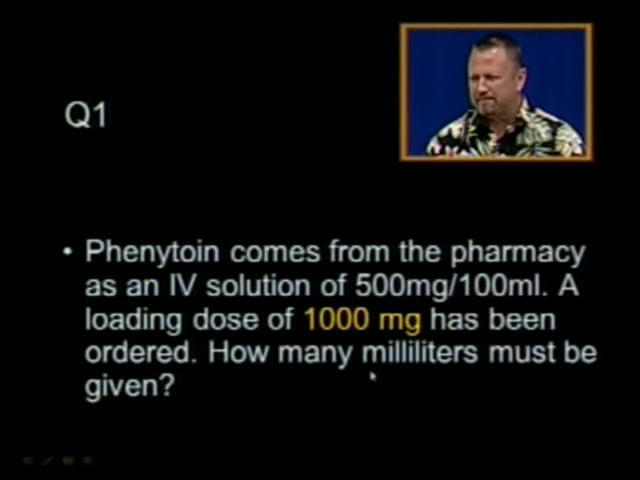 Q1
• Phenytoin comes from the pharmacy
as an IV solution of 500mg/100ml. A
loading dose of 1000 mg has been
ordered. How many milliliters must be
given?